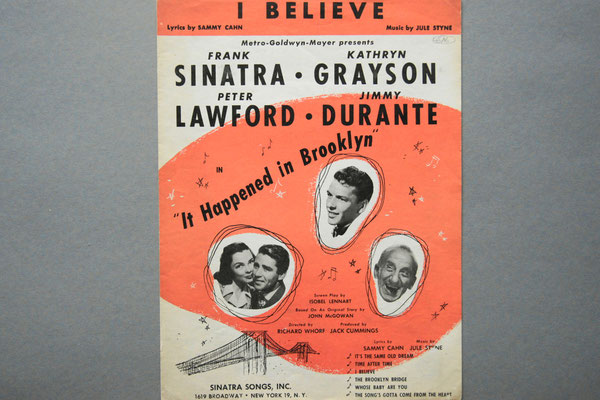 I BELIEVE
Lyrics by SAMMY CAHN Music by JULE STYNE
Metro-Goldwyn-Mayer presents
FRANK KATHRYN
SINATRA · GRAYSON
PETER JIMMY
LAWFORD · DURANTE
IN
"It Happened in Brooklyn"
Screen Play by
ISOBEL LENNART
Based On An Original Story by
JOHN McGOWAN
Directed by Produced by
RICHARD WHORF JACK CUMMINGS
Lyrics by Music by
SAMMY CAHN JULE STYNE
IT'S THE SAME OLD DREAM
TIME AFTER TIME
I BELIEVE
THE BROOKLYN BRIDGE
WHOSE BABY ARE YOU
THE SONG'S GOTTA COME FROM THE HEART
SINATRA SONGS, INC.
1619 BROADWAY · NEW YORK 19, N. Y.